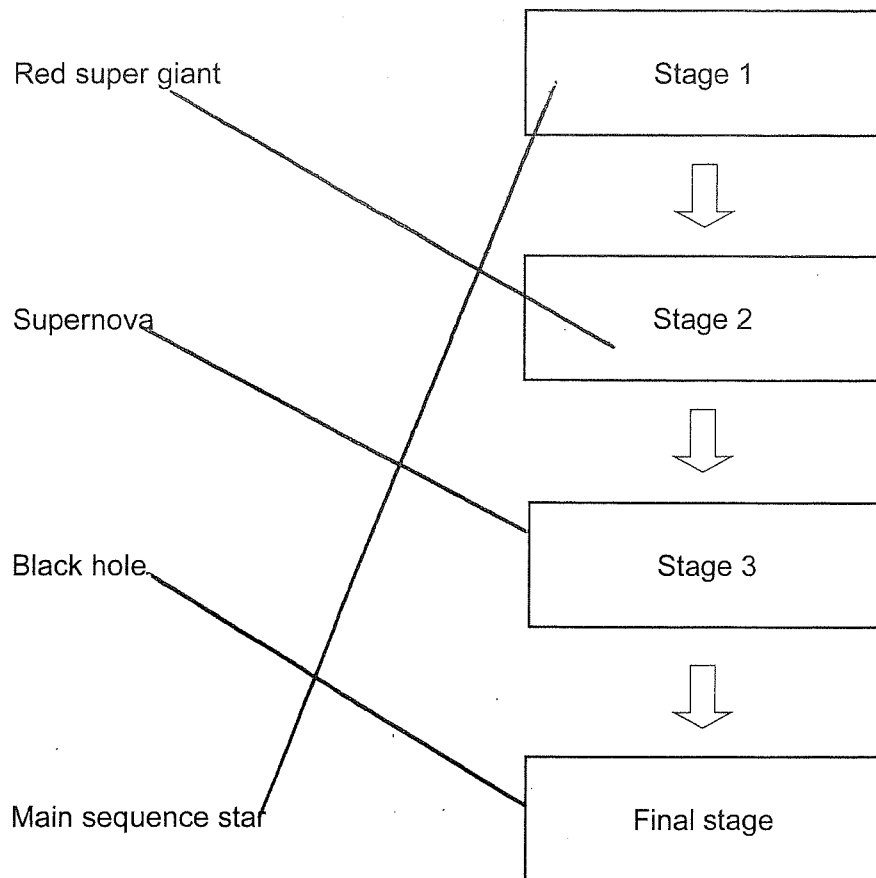 Red super giant
Stage 1
Supernova
Stage 2
Black hole
Stage 3
Main sequence star
Final stage